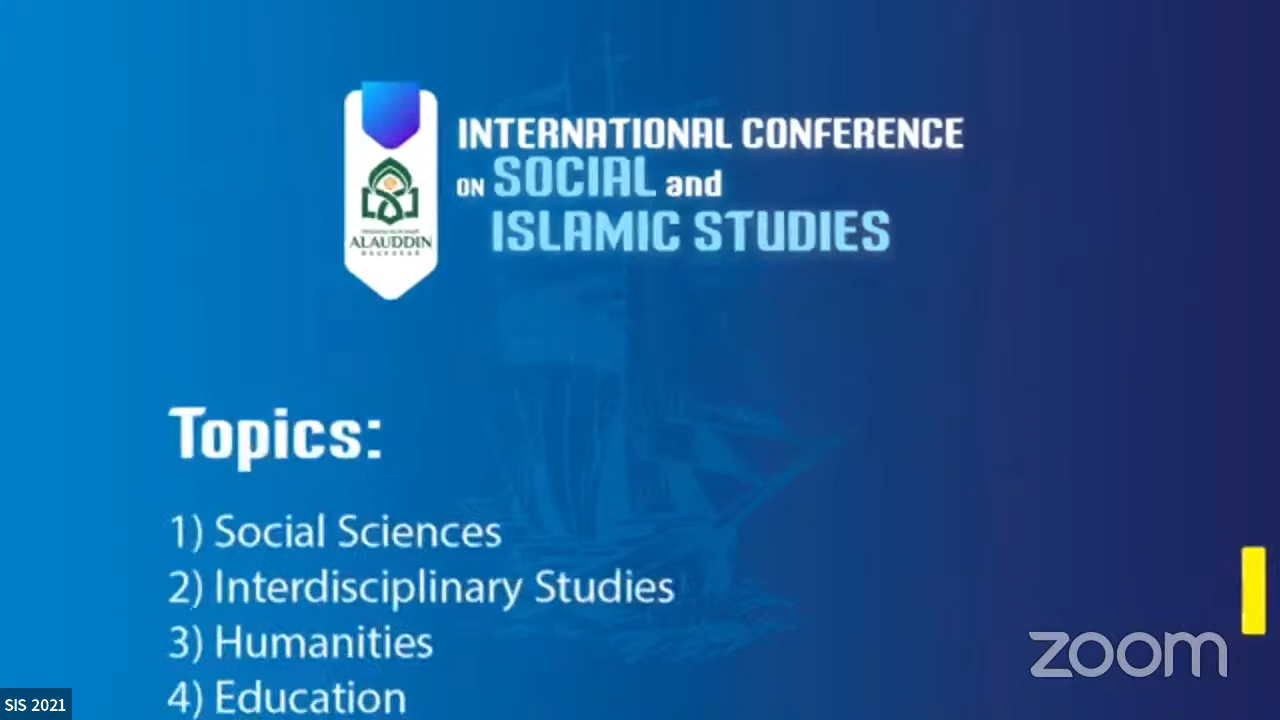 INTERNATIONAL CONFERENCE
ON SOCIAL and
ISLAMIC STUDIES
ALAUDDIN
MAKASSAR
Topics:
1) Social Sciences
2) Interdisciplinary Studies
3) Humanities
4) Education
zoom
SIS 2021